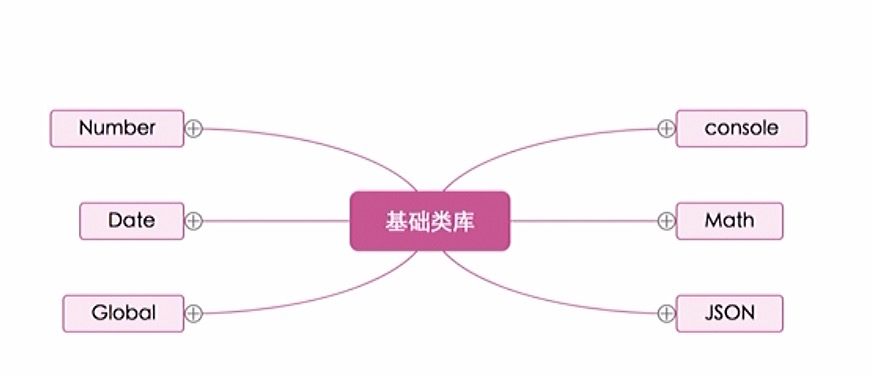 Number
console
Date
基础类库
Math
Global
JSON